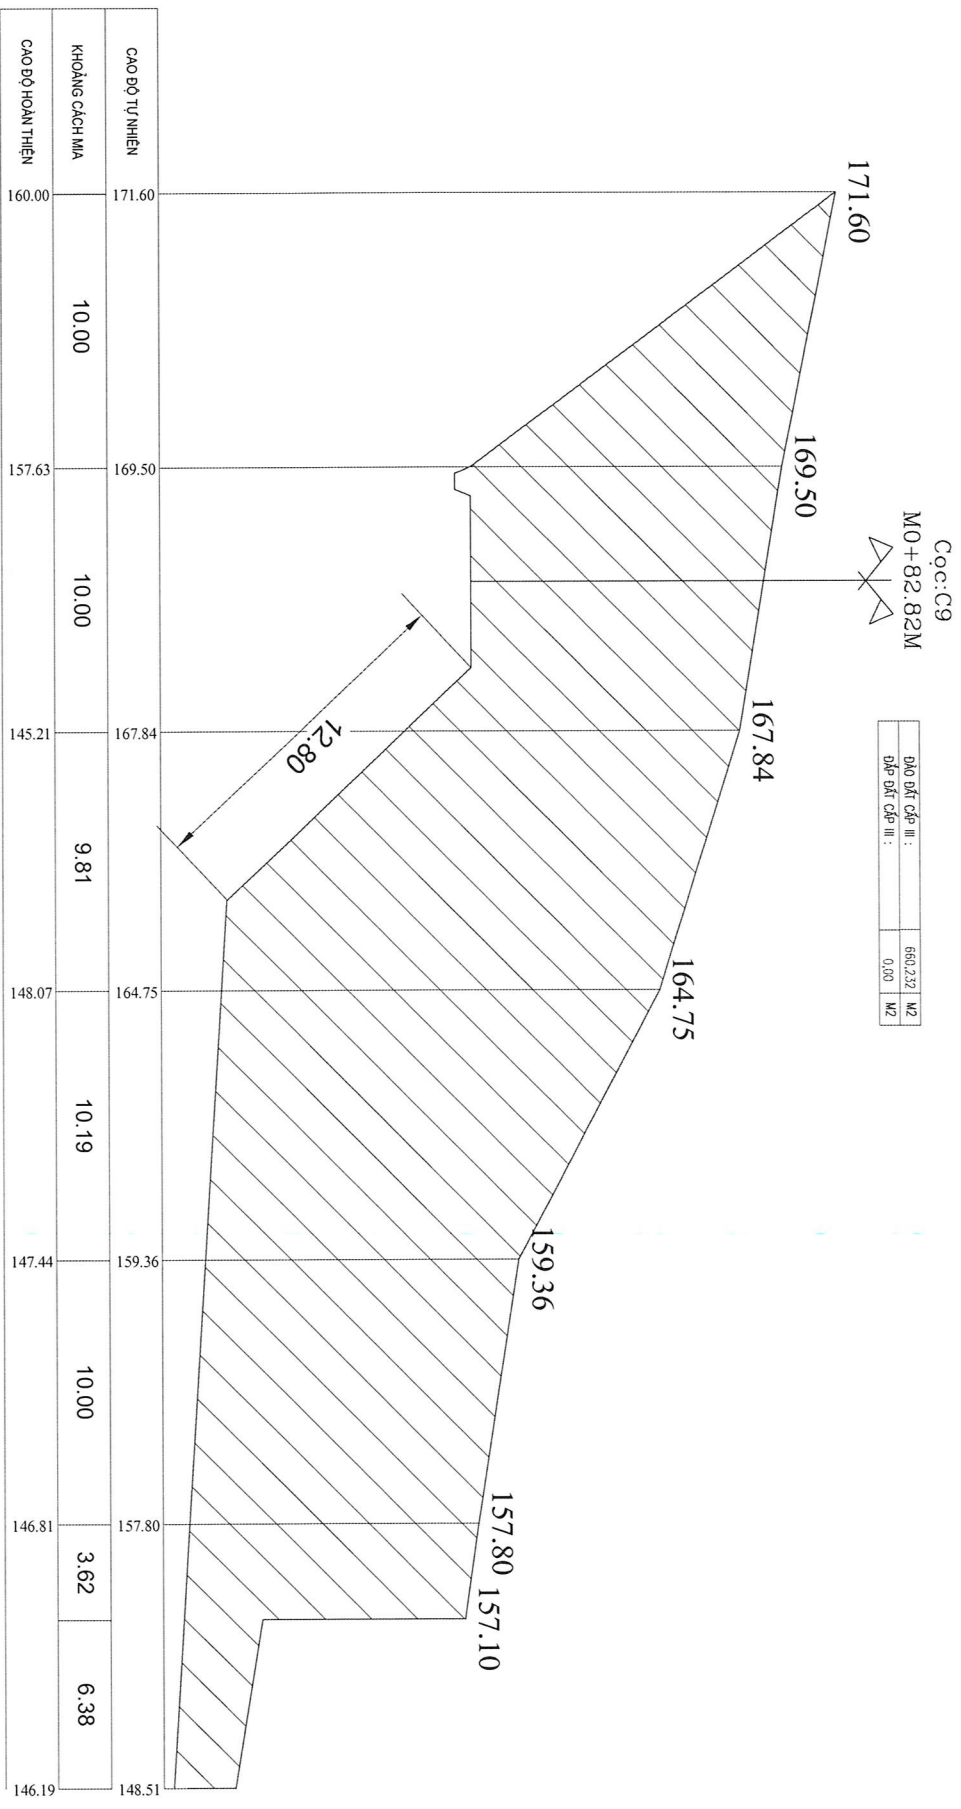 Cọc:C9
M0+82.82M
ĐÀO ĐẤT CẤP III : 660,232 M2
ĐẮP ĐẤT CẤP III : 0,00 M2
171.60
169.50
167.84
164.75
159.36
157.80
157.10
12.80
CAO ĐỘ TỰ NHIÊN 171.60 169.50 167.84 164.75 159.36 157.80 148.51
KHOẢNG CÁCH MIA 10.00 10.00 9.81 10.19 10.00 3.62 6.38
CAO ĐỘ HOÀN THIỆN 160.00 157.63 145.21 148.07 147.44 146.81 146.19